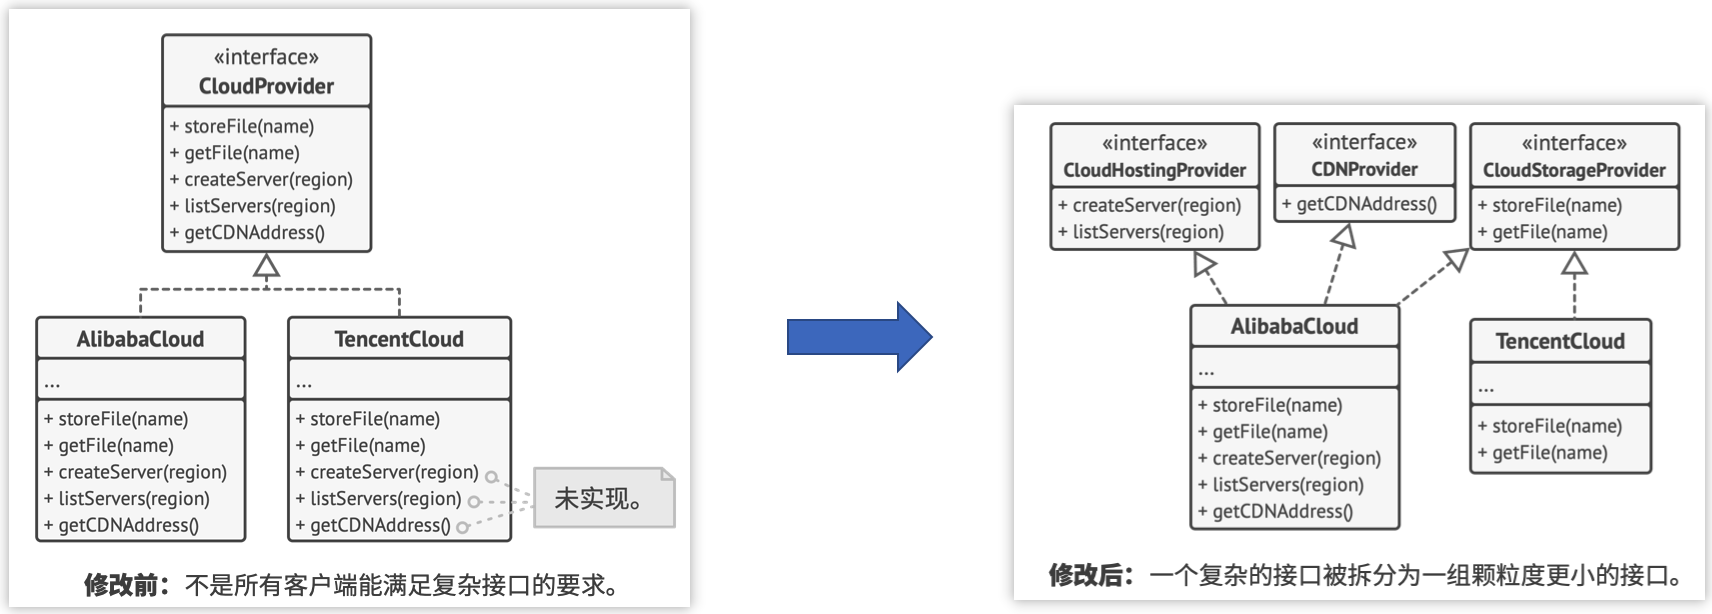 «interface»
CloudProvider
+ storeFile(name)
+ getFile(name)
+ createServer(region)
+ listServers(region)
+ getCDNAddress()
AlibabaCloud
...
+ storeFile(name)
+ getFile(name)
+ createServer(region)
+ listServers(region)
+ getCDNAddress()
TencentCloud
...
+ storeFile(name)
+ getFile(name)
+ createServer(region)
+ listServers(region)
+ getCDNAddress()
未实现。
修改前：不是所有客户端能满足复杂接口的要求。
«interface»
CloudHostingProvider
+ createServer(region)
+ listServers(region)
«interface»
CDNProvider
+ getCDNAddress()
«interface»
CloudStorageProvider
+ storeFile(name)
+ getFile(name)
AlibabaCloud
...
+ storeFile(name)
+ getFile(name)
+ createServer(region)
+ listServers(region)
+ getCDNAddress()
TencentCloud
...
+ storeFile(name)
+ getFile(name)
修改后：一个复杂的接口被拆分为一组颗粒度更小的接口。